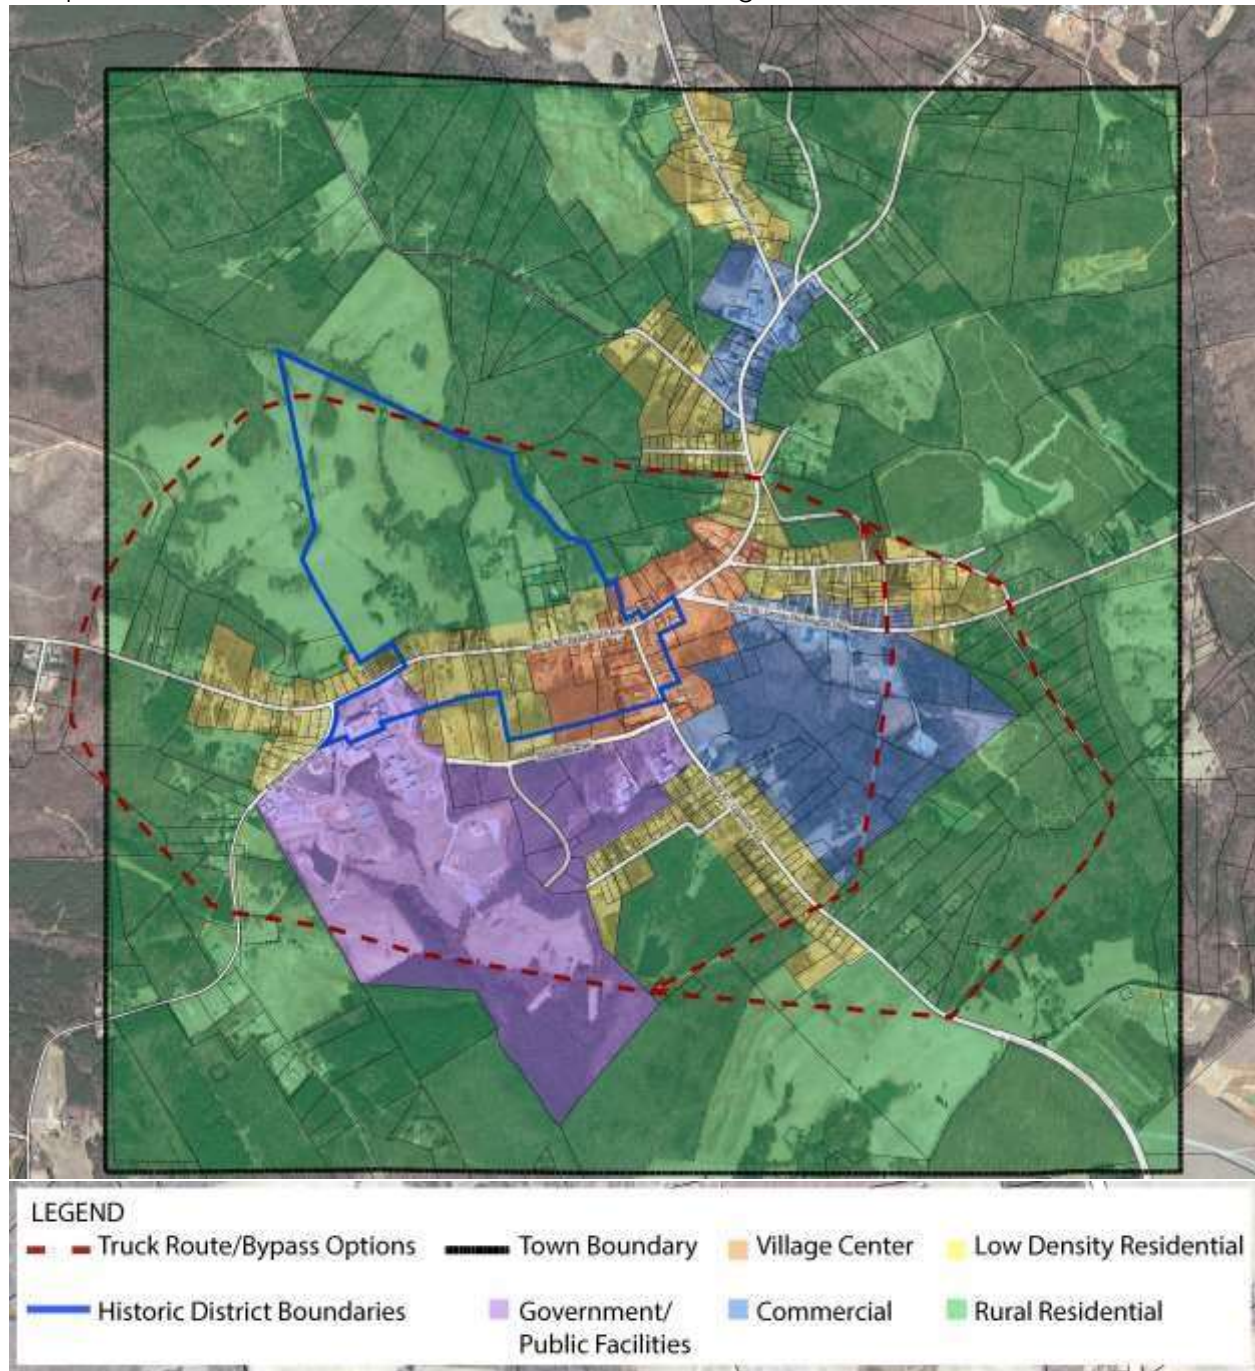 LEGEND
Truck Route/Bypass Options Town Boundary Village Center Low Density Residential
Historic District Boundaries Government/ Commercial Rural Residential
Public Facilities